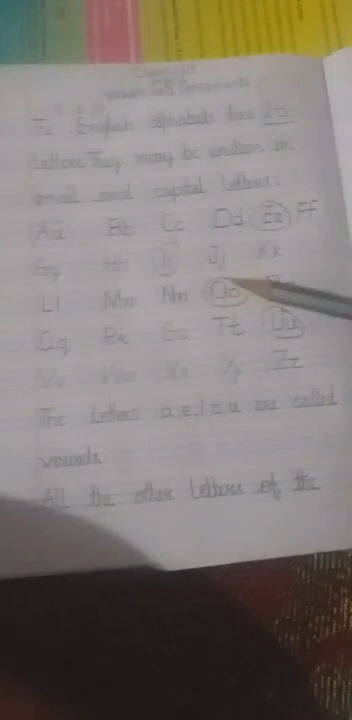 Vowels and Consonants
The English alphabets has 26
letters They may be written in
small and capital letters:
Aa Bb Cc Dd Ee Ff
Gg Hh Ii Jj Kk
Ll Mm Nn Oo
Qq Rr Ss Tt Uu
Vv Ww Xx Yy Zz
The letters a,e,i,o,u are called
vowels
All the other letters of the